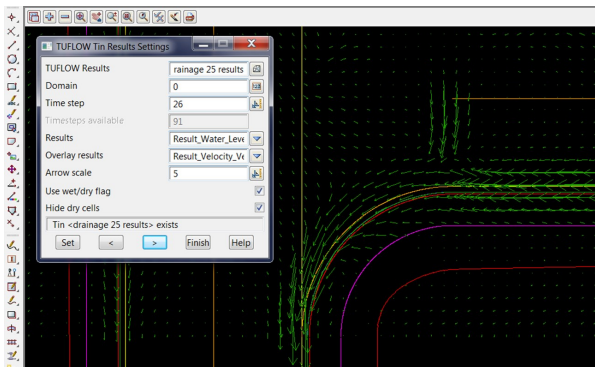 TUFLOW Tin Results Settings
TUFLOW Results rainage 25 results
Domain 0
Time step 26
Timesteps available 91
Results Result_Water_Leve
Overlay results Result_Velocity_Ve
Arrow scale 5
Use wet/dry flag
Hide dry cells
Tin <drainage 25 results> exists
Set < > Finish Help